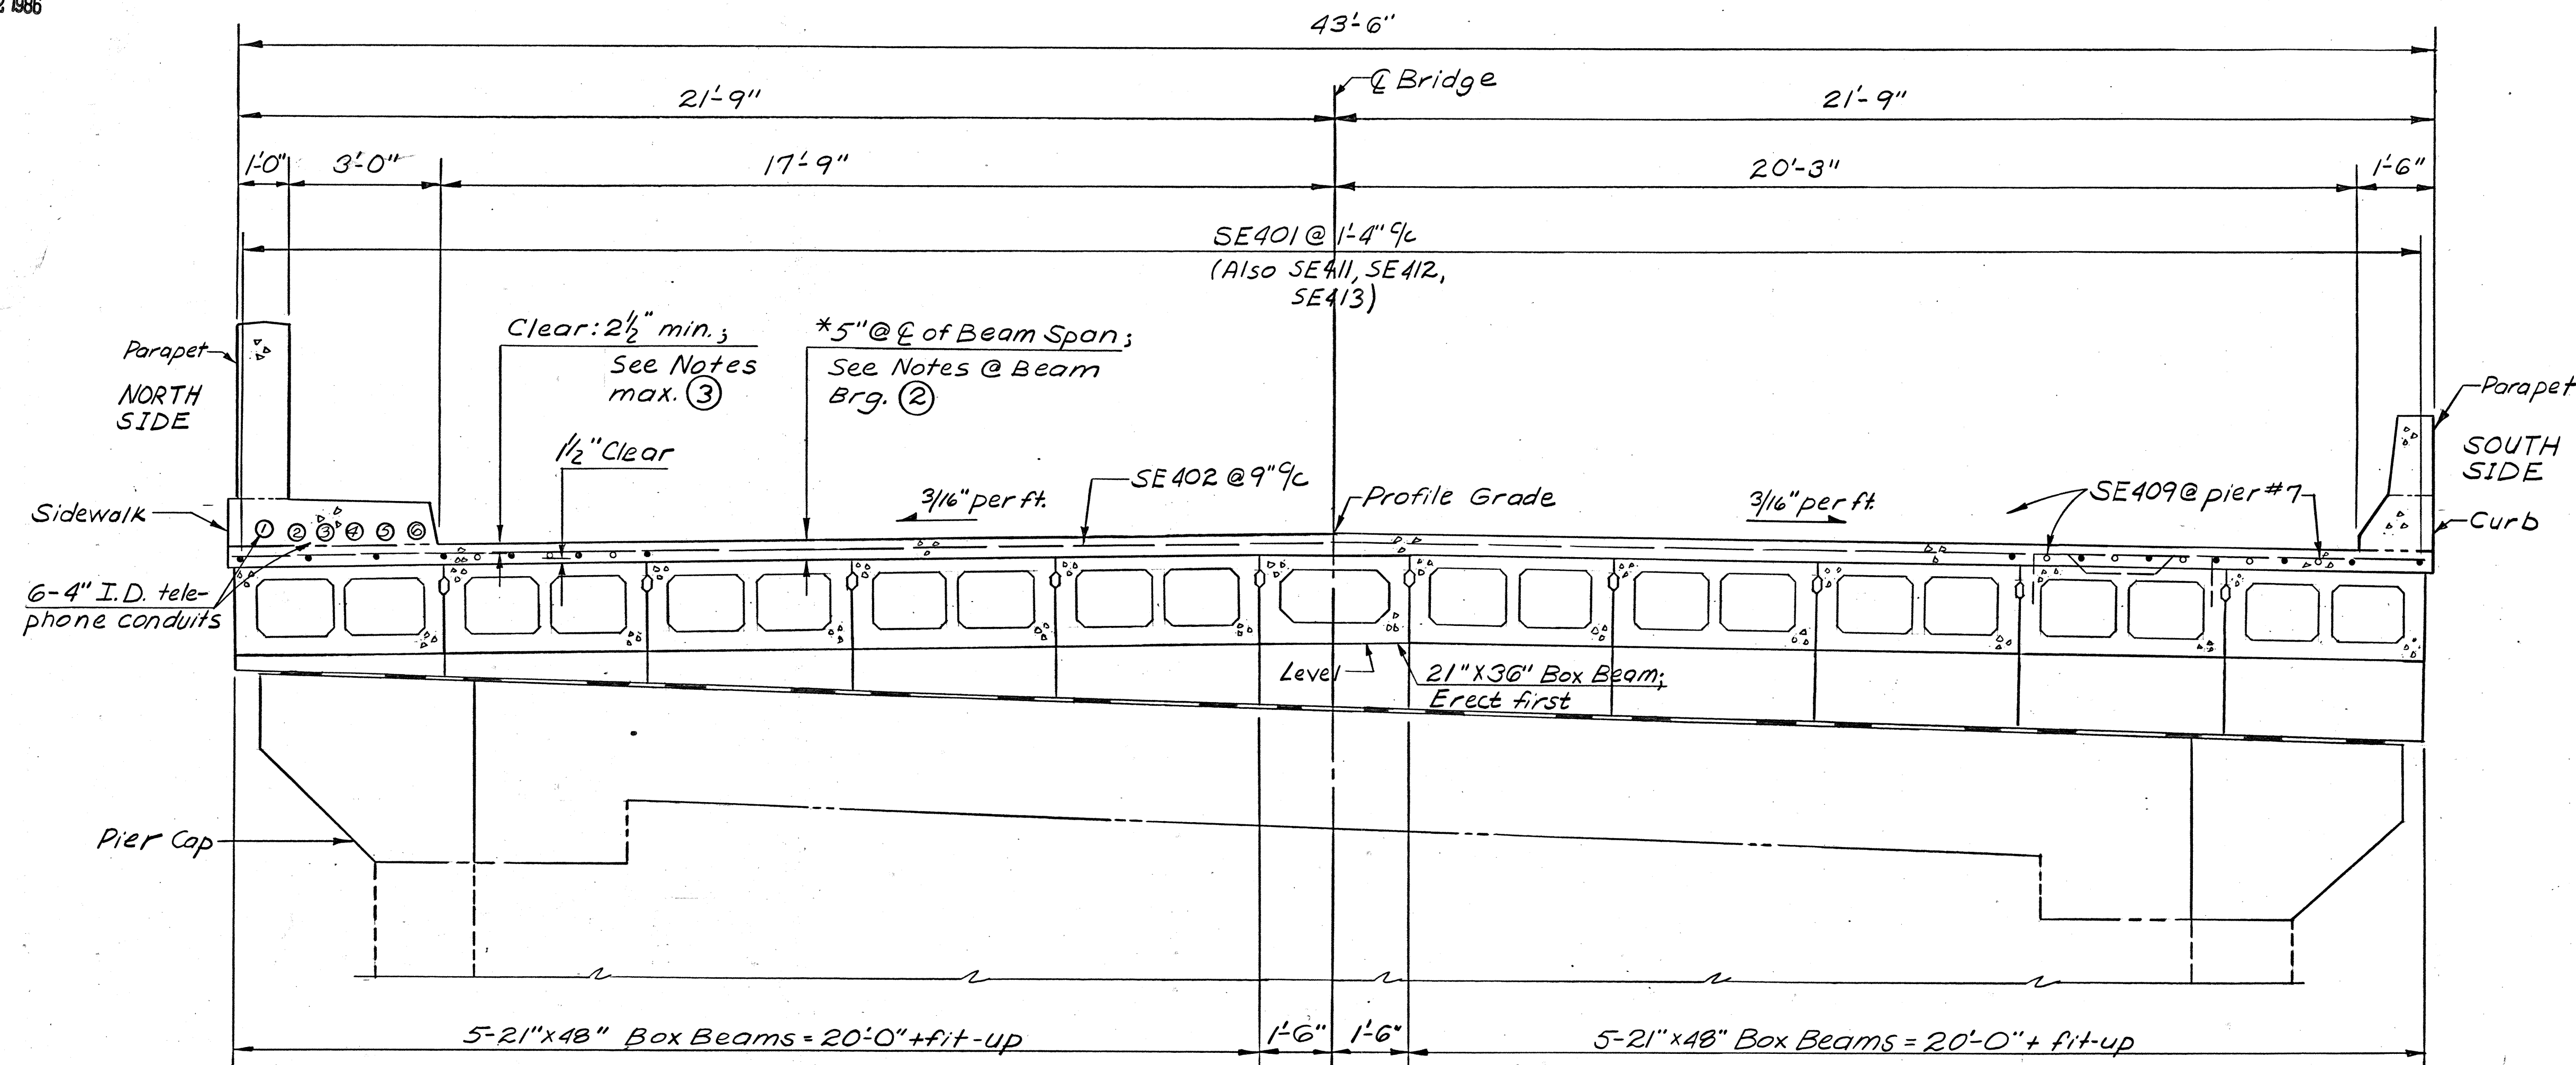 2 1986
43'-6"
℄ Bridge
21'-9"
21'-9"
1'-0"
3'-0"
17'-9"
20'-3"
1'-6"
SE401 @ 1'-4" c/c
(Also SE411, SE412,
SE413)
Clear: 2½" min.;
See Notes
max. ③
*5" @ ℄ of Beam Span;
See Notes @ Beam
Brg. ②
Parapet
NORTH
SIDE
Parapet
SOUTH
SIDE
1½" Clear
SE402 @ 9" c/c
3/16" per ft.
Profile Grade
3/16" per ft.
SE409 @ pier #7
Sidewalk
① ② ③ ④ ⑤ ⑥
Curb
6-4" I.D. tele-
phone conduits
Level
21" X 36" Box Beam;
Erect first
Pier Cap
5-21" x 48" Box Beams = 20'-0" + fit-up
1'-6"
1'-6"
5-21" x 48" Box Beams = 20'-0" + fit-up